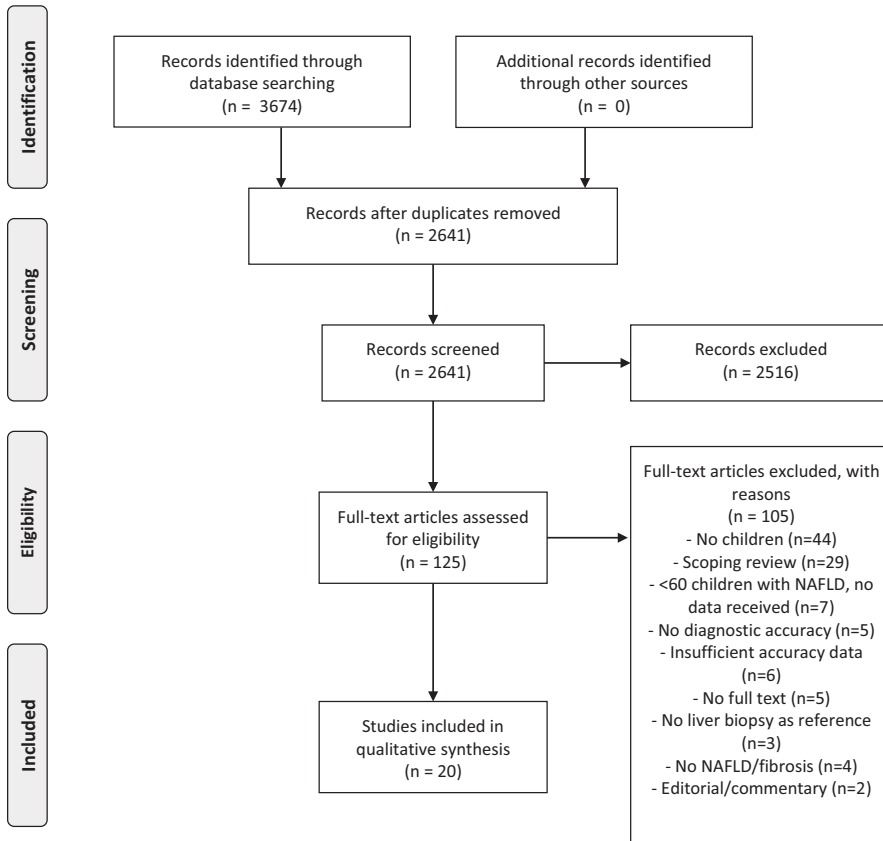 Identification
Records identified through
database searching
(n = 3674)
Additional records identified
through other sources
(n = 0)
Records after duplicates removed
(n = 2641)
Screening
Records screened
(n = 2641)
Records excluded
(n = 2516)
Eligibility
Full-text articles assessed
for eligibility
(n = 125)
Full-text articles excluded, with
reasons
(n = 105)
- No children (n=44)
- Scoping review (n=29)
- <60 children with NAFLD, no
data received (n=7)
- No diagnostic accuracy (n=5)
- Insufficient accuracy data
(n=6)
- No full text (n=5)
- No liver biopsy as reference
(n=3)
- No NAFLD/fibrosis (n=4)
- Editorial/commentary (n=2)
Included
Studies included in
qualitative synthesis
(n = 20)